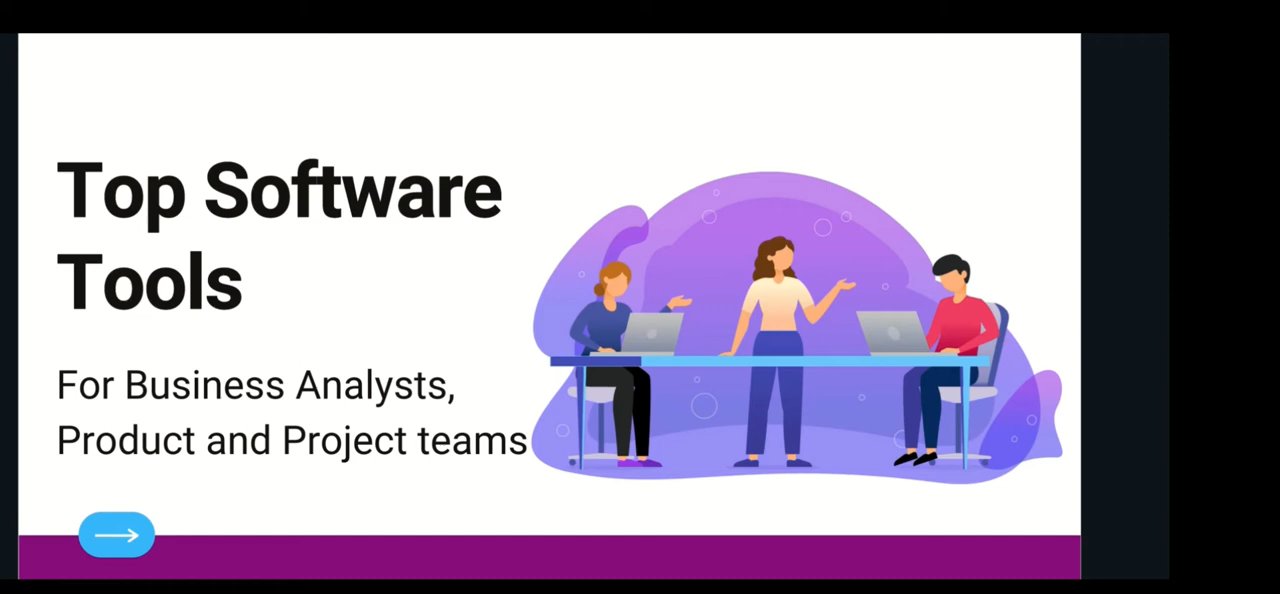 Top Software
Tools
For Business Analysts,
Product and Project teams